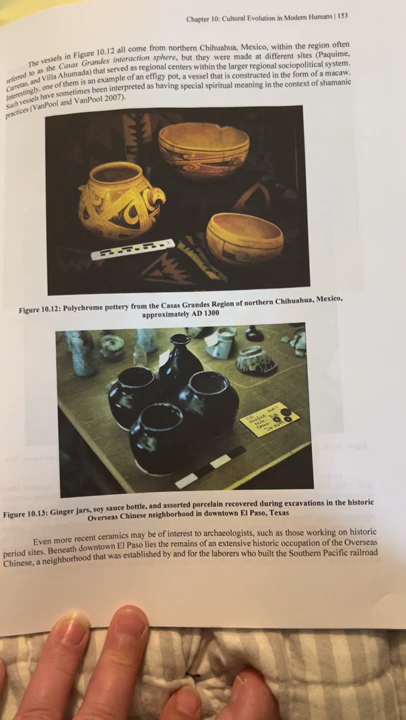 Chapter 10: Cultural Evolution in Modern Humans | 153
The vessels in Figure 10.12 all come from northern Chihuahua, Mexico, within the region often
referred to as the Casas Grandes interaction sphere, but they were made at different sites (Paquime,
Carretas, and Villa Ahumada) that served as regional centers within the larger regional sociopolitical system.
Interestingly, one of them is an example of an effigy pot, a vessel that is constructed in the form of a macaw.
Such vessels have sometimes been interpreted as having special spiritual meaning in the context of shamanic
practices (VanPool and VanPool 2007).
Figure 10.12: Polychrome pottery from the Casas Grandes Region of northern Chihuahua, Mexico,
approximately AD 1300
Figure 10.13: Ginger jars, soy sauce bottle, and assorted porcelain recovered during excavations in the historic
Overseas Chinese neighborhood in downtown El Paso, Texas
Even more recent ceramics may be of interest to archaeologists, such as those working on historic
period sites. Beneath downtown El Paso lies the remains of an extensive historic occupation of the Overseas
Chinese, a neighborhood that was established by and for the laborers who built the Southern Pacific railroad